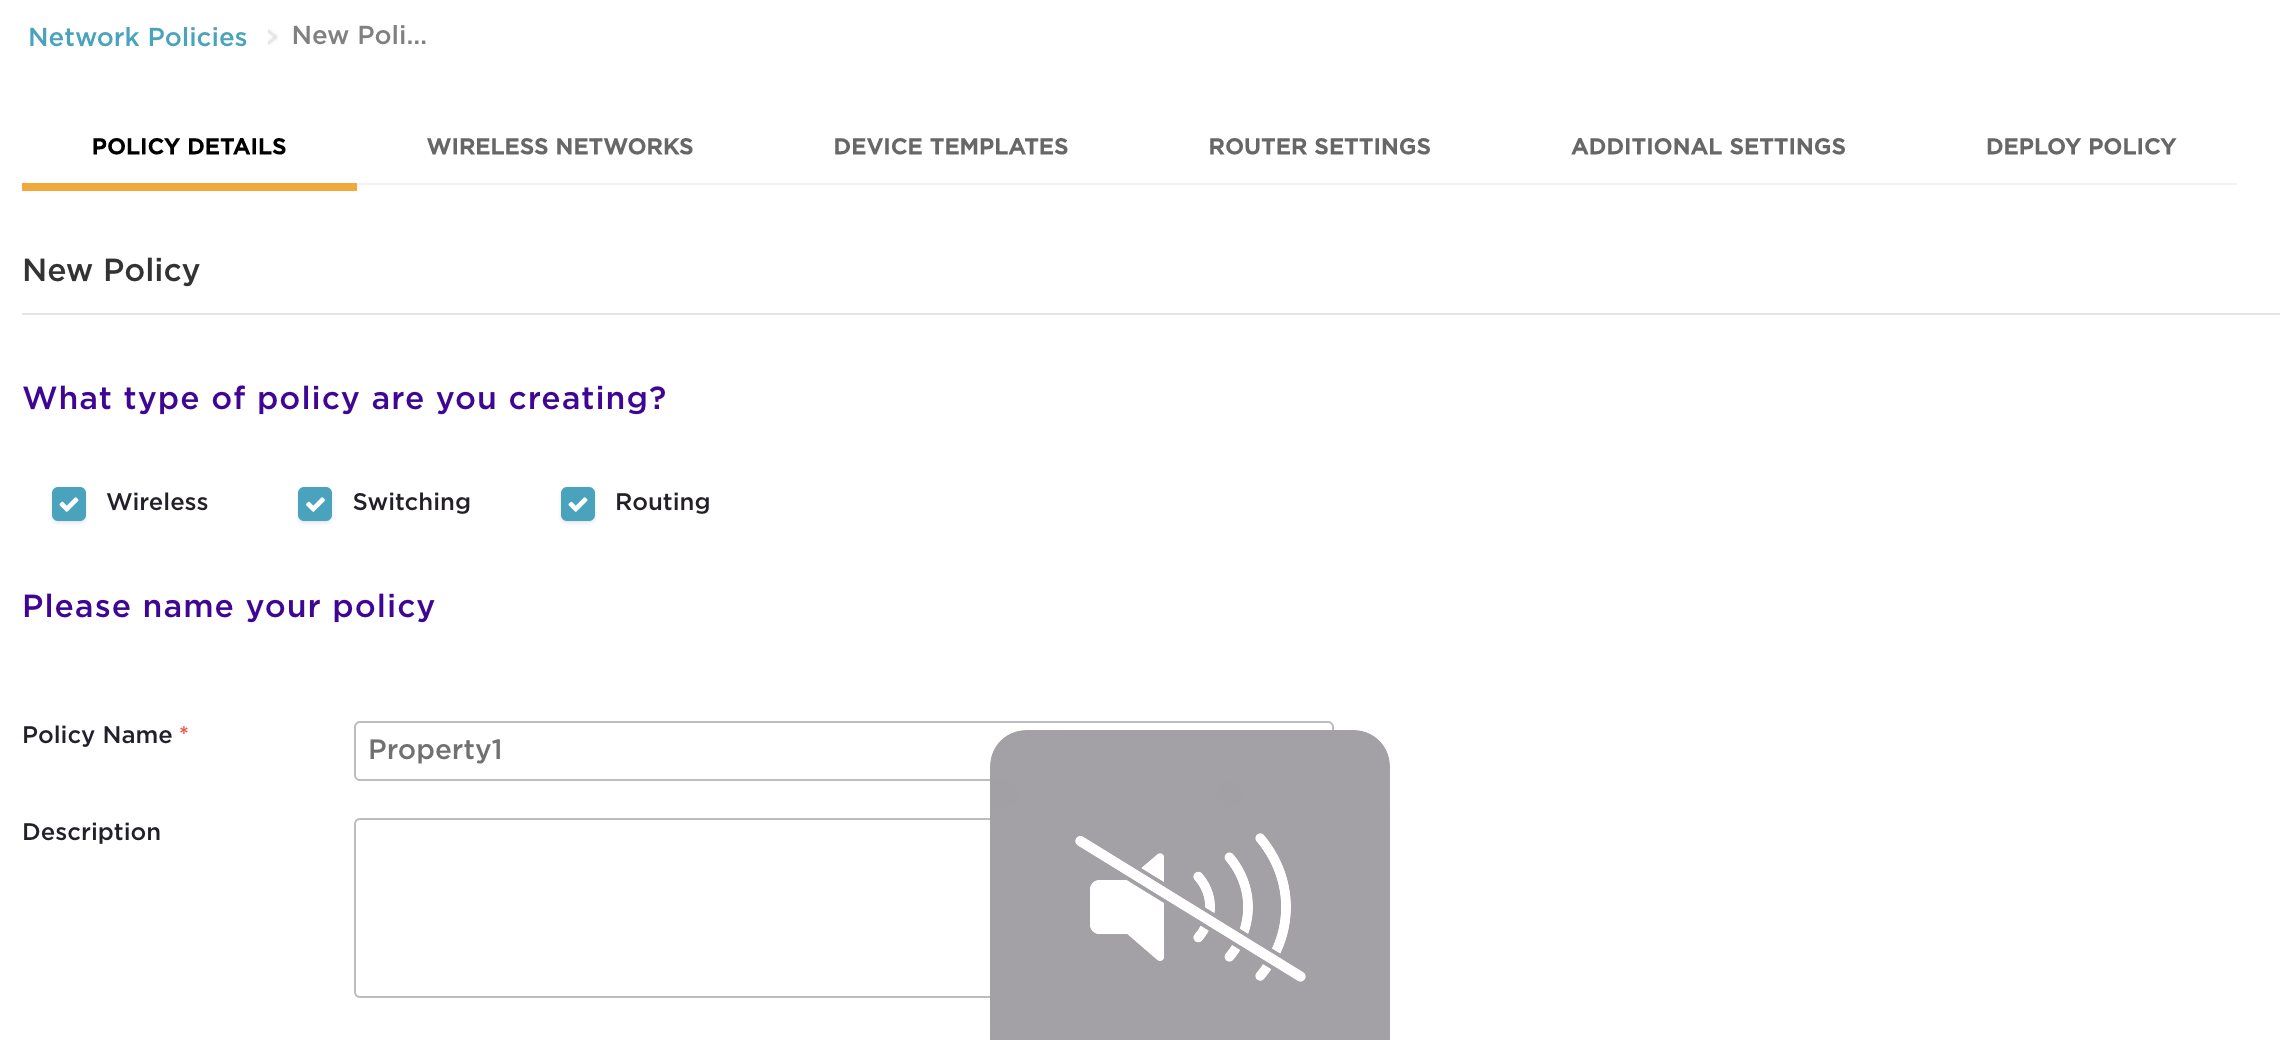 Network Policies > New Poli...
POLICY DETAILS WIRELESS NETWORKS DEVICE TEMPLATES ROUTER SETTINGS ADDITIONAL SETTINGS DEPLOY POLICY
New Policy
What type of policy are you creating?
Wireless Switching Routing
Please name your policy
Policy Name * Property1
Description